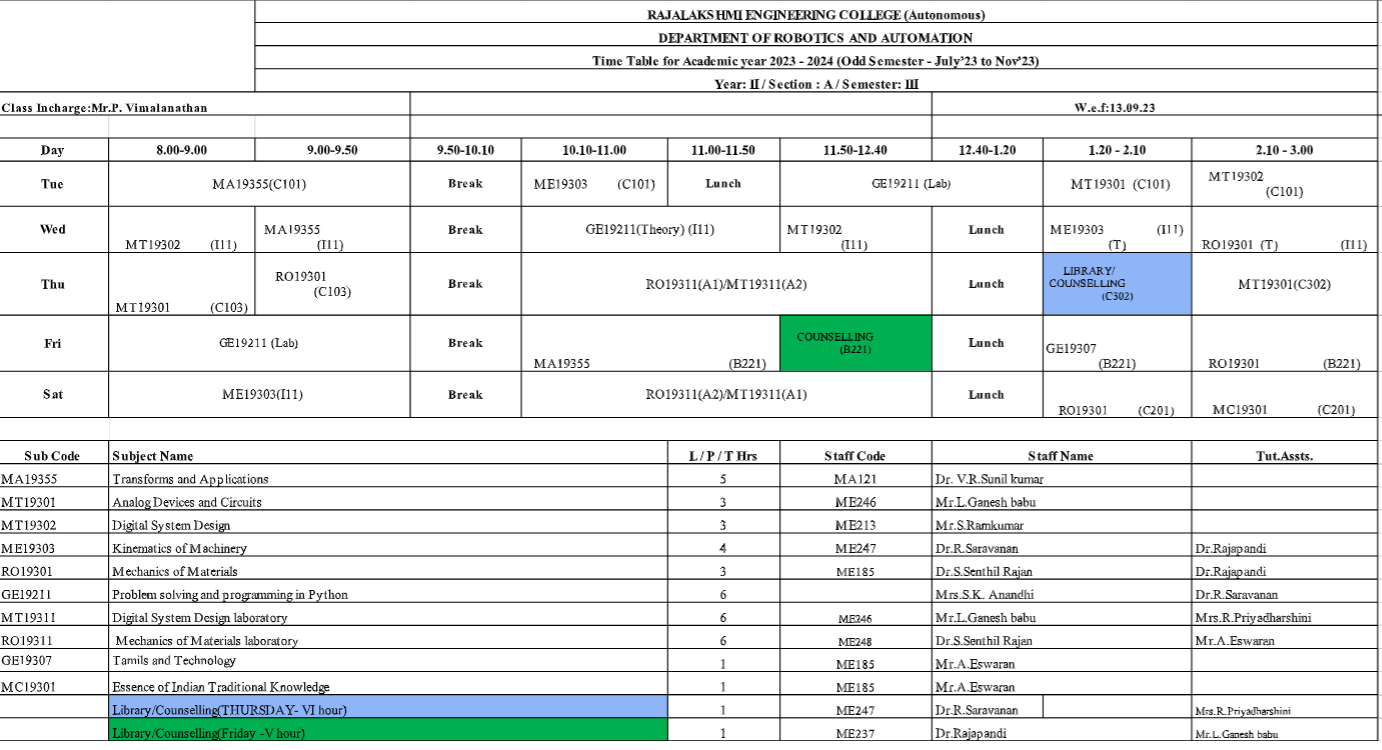 RAJALAKSHMI ENGINEERING COLLEGE (Autonomous)
DEPARTMENT OF ROBOTICS AND AUTOMATION
Time Table for Academic year 2023 - 2024 (Odd Semester - July'23 to Nov'23)
Year: II / Section : A / Semester: III
Class Incharge:Mr.P. Vimalanathan W.e.f:13.09.23
Day 8.00-9.00 9.00-9.50 9.50-10.10 10.10-11.00 11.00-11.50 11.50-12.40 12.40-1.20 1.20 - 2.10 2.10 - 3.00
Tue MA19355(C101) Break ME19303 (C101) Lunch GE19211 (Lab) MT19301 (C101) MT19302 (C101)
Wed MT19302 (I11) MA19355 (I11) Break GE19211(Theory) (I11) MT19302 (I11) Lunch ME19303 (I11) (T) RO19301 (T) (I11)
Thu MT19301 (C103) RO19301 (C103) Break RO19311(A1)/MT19311(A2) Lunch LIBRARY/ COUNSELLING (C302) MT19301(C302)
Fri GE19211 (Lab) Break MA19355 (B221) COUNSELLING (B221) Lunch GE19307 (B221) RO19301 (B221)
Sat ME19303(I11) Break RO19311(A2)/MT19311(A1) Lunch RO19301 (C201) MC19301 (C201)
Sub Code Subject Name L / P / T Hrs Staff Code Staff Name Tut.Assts.
MA19355 Transforms and Applications 5 MA121 Dr. V.R.Sunil kumar
MT19301 Analog Devices and Circuits 3 ME246 Mr.L.Ganesh babu
MT19302 Digital System Design 3 ME213 Mr.S.Ramkumar
ME19303 Kinematics of Machinery 4 ME247 Dr.R.Saravanan Dr.Rajapandi
RO19301 Mechanics of Materials 3 ME185 Dr.S.Senthil Rajan Dr.Rajapandi
GE19211 Problem solving and programming in Python 6 Mrs.S.K. Anandhi Dr.R.Saravanan
MT19311 Digital System Design laboratory 6 ME246 Mr.L.Ganesh babu Mrs.R.Priyadharshini
RO19311 Mechanics of Materials laboratory 6 ME248 Dr.S.Senthil Rajan Mr.A.Eswaran
GE19307 Tamils and Technology 1 ME185 Mr.A.Eswaran
MC19301 Essence of Indian Traditional Knowledge 1 ME185 Mr.A.Eswaran
Library/Counselling(THURSDAY- VI hour) 1 ME247 Dr.R.Saravanan Mrs.R.Priyadharshini
Library/Counselling(Friday -V hour) 1 ME237 Dr.Rajapandi Mr.L.Ganesh babu